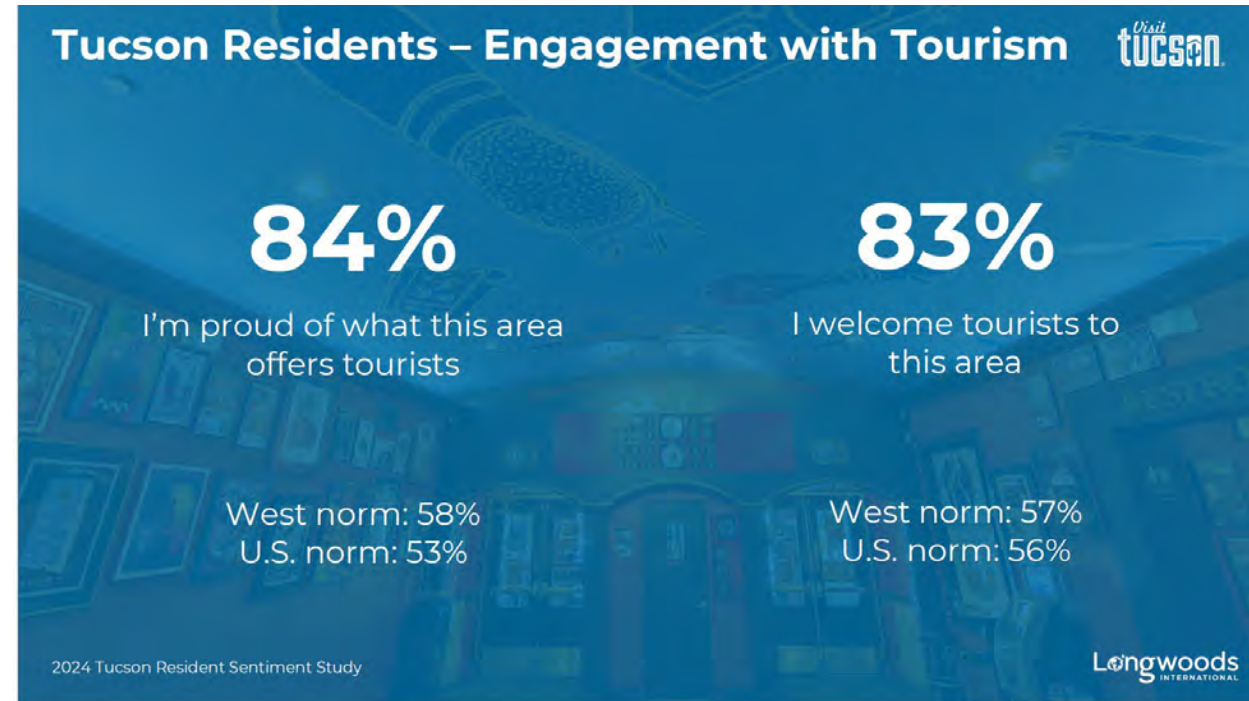 Tucson Residents – Engagement with Tourism
Visit
tucson.
84%
I'm proud of what this area
offers tourists
West norm: 58%
U.S. norm: 53%
83%
I welcome tourists to
this area
West norm: 57%
U.S. norm: 56%
2024 Tucson Resident Sentiment Study
Longwoods
INTERNATIONAL